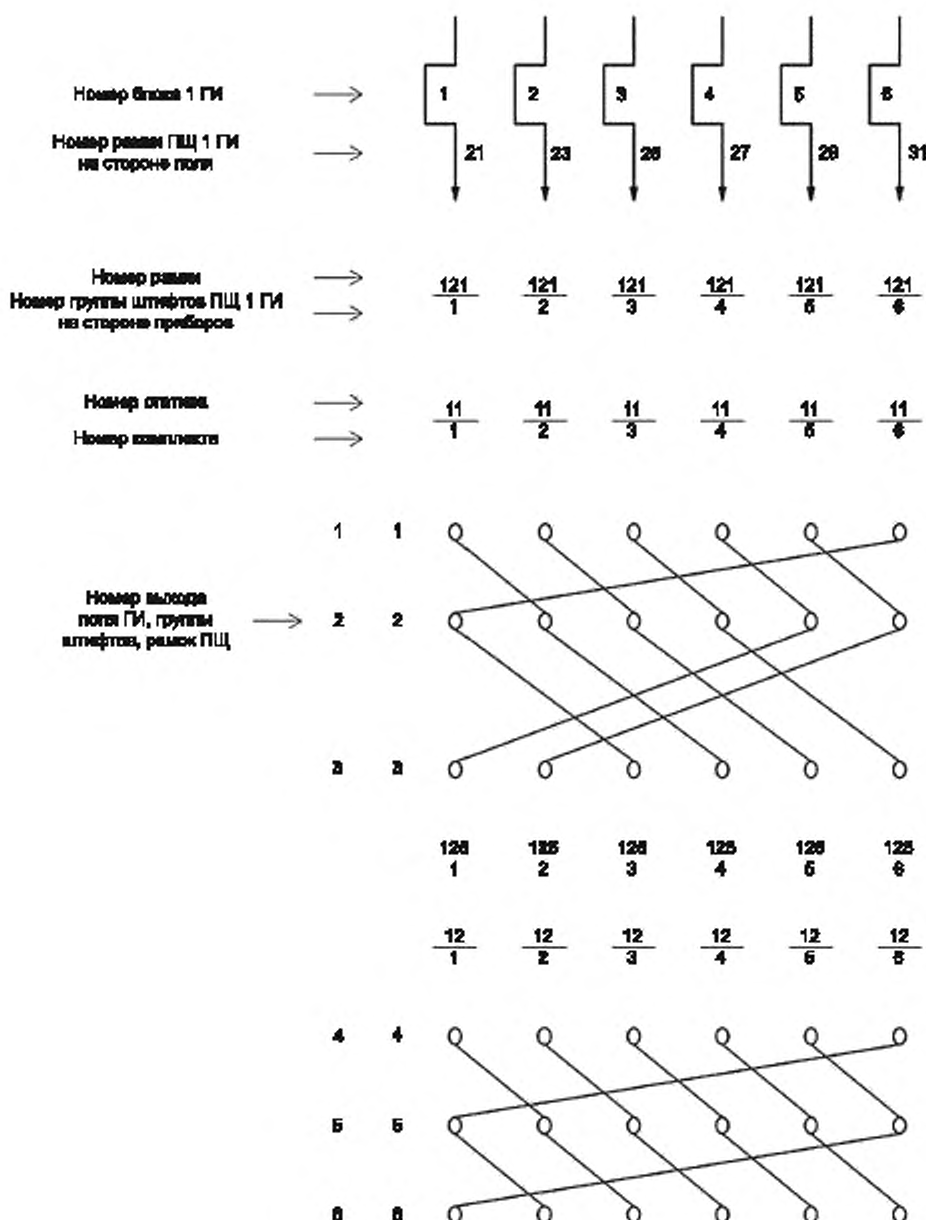 Номер блока 1 ГИ
1 2 3 4 5 6
Номер рамки ПЩ 1 ГИ
на стороне поля
21 23 25 27 29 31
Номер рамки
121 121 121 121 121 121
Номер группы штифтов ПЩ 1 ГИ
на стороне приборов
1 2 3 4 5 6
Номер статива
11 11 11 11 11 11
Номер комплекта
1 2 3 4 5 6
1 1
Номер выхода
поля ГИ, группы
штифтов, рамок ПЩ
2 2
3 3
125 125 125 125 125 125
1 2 3 4 5 6
12 12 12 12 12 12
1 2 3 4 5 6
4 4
5 5
6 6